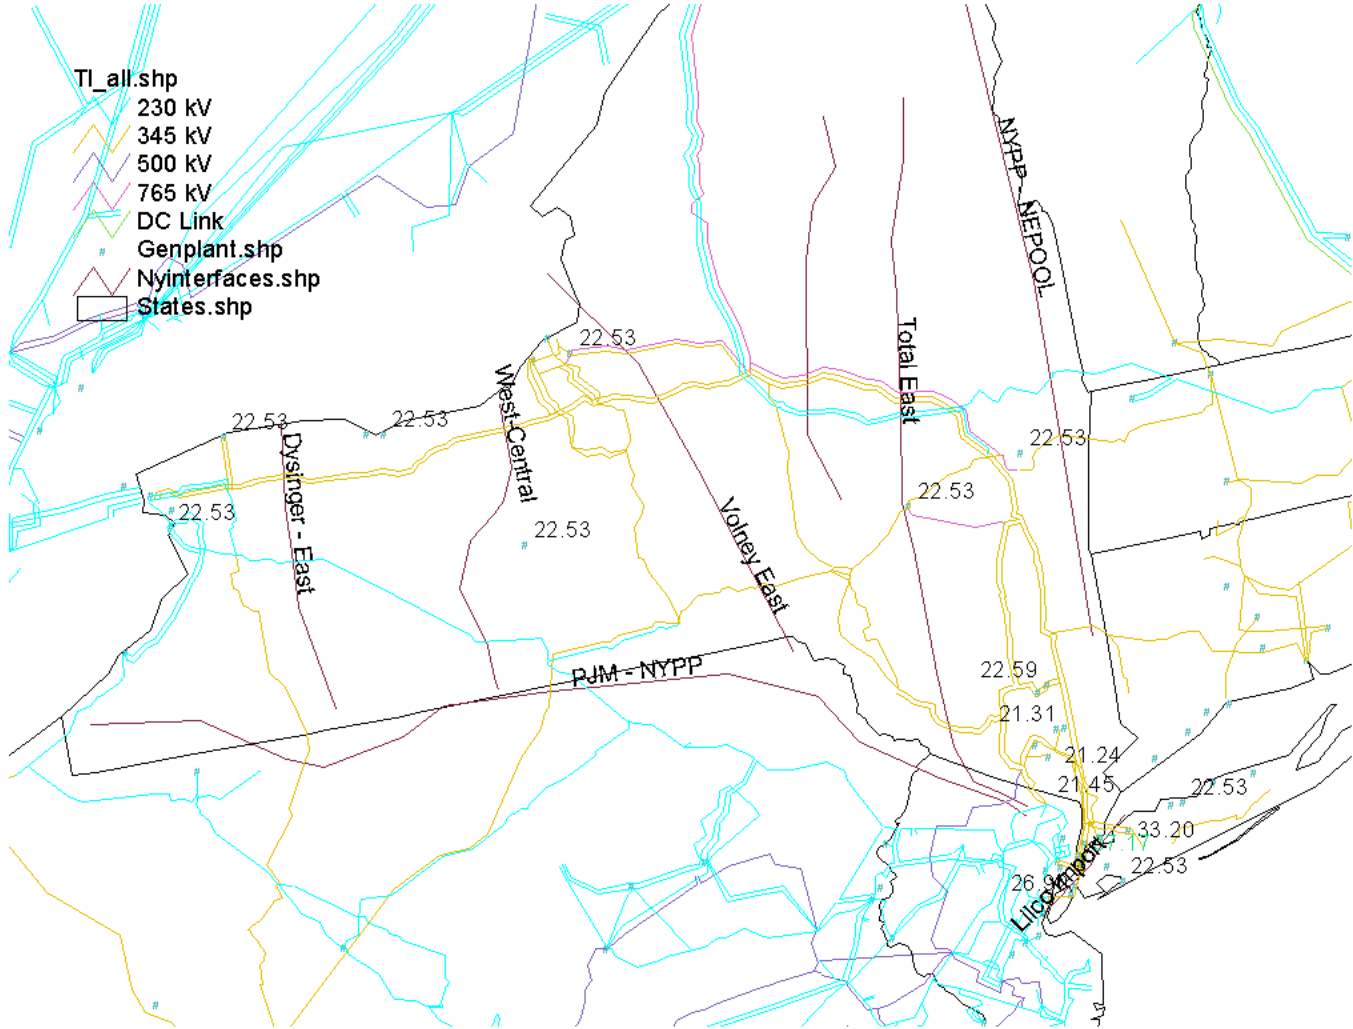 TI_all.shp
230 kV
345 kV
500 kV
765 kV
DC Link
Genplant.shp
Nyinterfaces.shp
States.shp
NYPP - NEPOOL
22.53
Total East
West-Central
22.53
22.53
Dysinger - East
22.53
22.53
22.53
22.53
Volney East
PJM - NYPP
22.59
21.31
21.24
21.45
22.53
33.20
22.53
Lilco Import